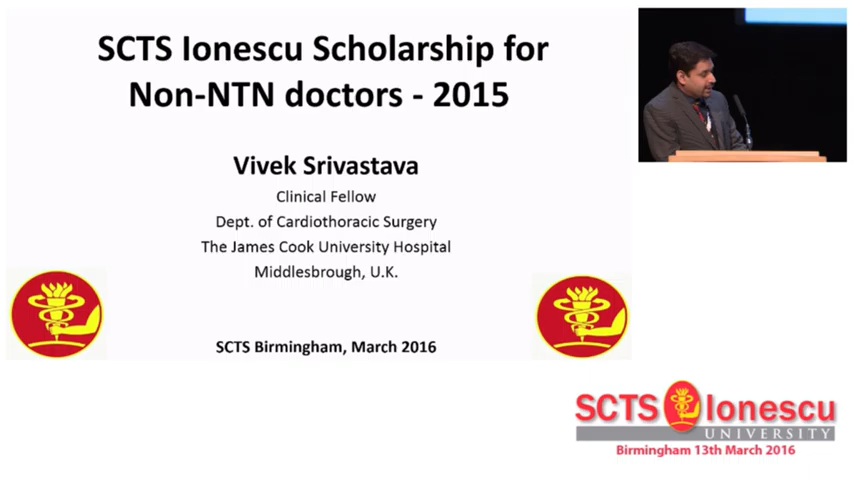 SCTS Ionescu Scholarship for
Non-NTN doctors - 2015
Vivek Srivastava
Clinical Fellow
Dept. of Cardiothoracic Surgery
The James Cook University Hospital
Middlesbrough, U.K.
SCTS Birmingham, March 2016
SCTS Ionescu
UNIVERSITY
Birmingham 13th March 2016